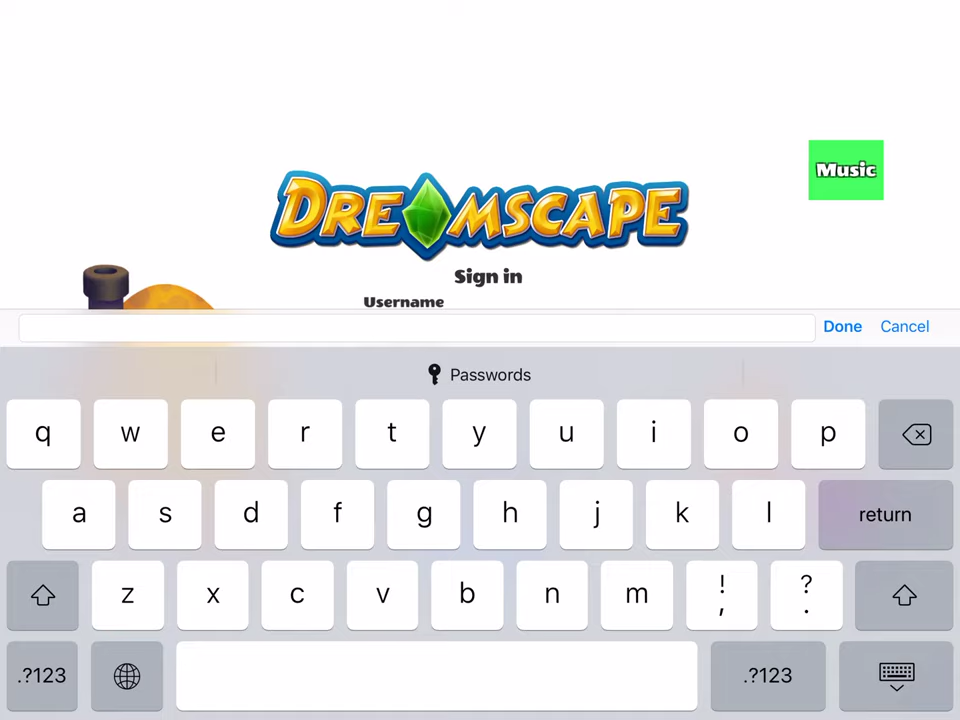 Music
DREAMSCAPE
Sign in
Username
Done Cancel
Passwords
q w e r t y u i o p
a s d f g h j k l return
z x c v b n m ! , ? .
.?123 .?123